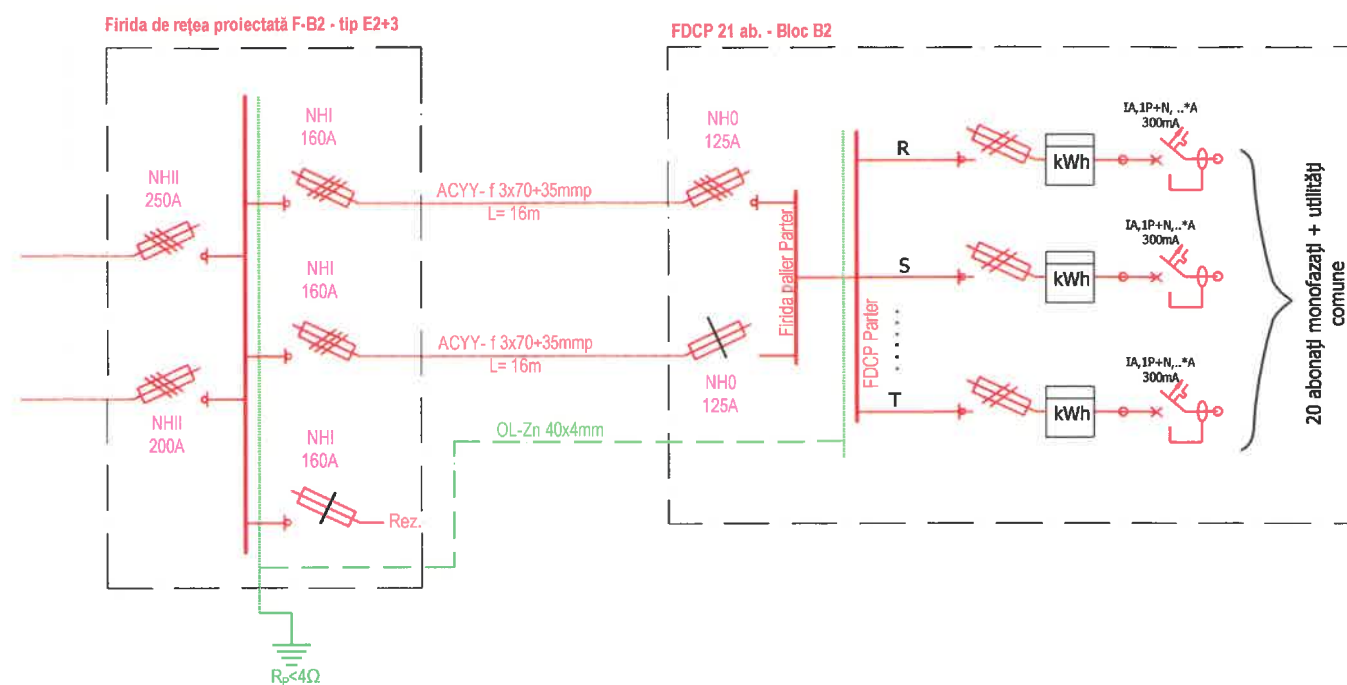 Firida de rețea proiectată F-B2 - tip E2+3
FDCP 21 ab. - Bloc B2
NHI
160A
NH0
125A
IA,1P+N, ..*A
300mA
R
kWh
NHII
250A
ACYY- f 3x70+35mmp
L= 16m
Firida palier Parter
IA,1P+N,..*A
300mA
S
kWh
NHI
160A
ACYY- f 3x70+35mmp
L= 16m
NH0
125A
FDCP Parter
IA,1P+N,..*A
300mA
T
kWh
20 abonați monofazați + utilități
comune
NHII
200A
OL-Zn 40x4mm
NHI
160A
Rez.
Rp<4Ω